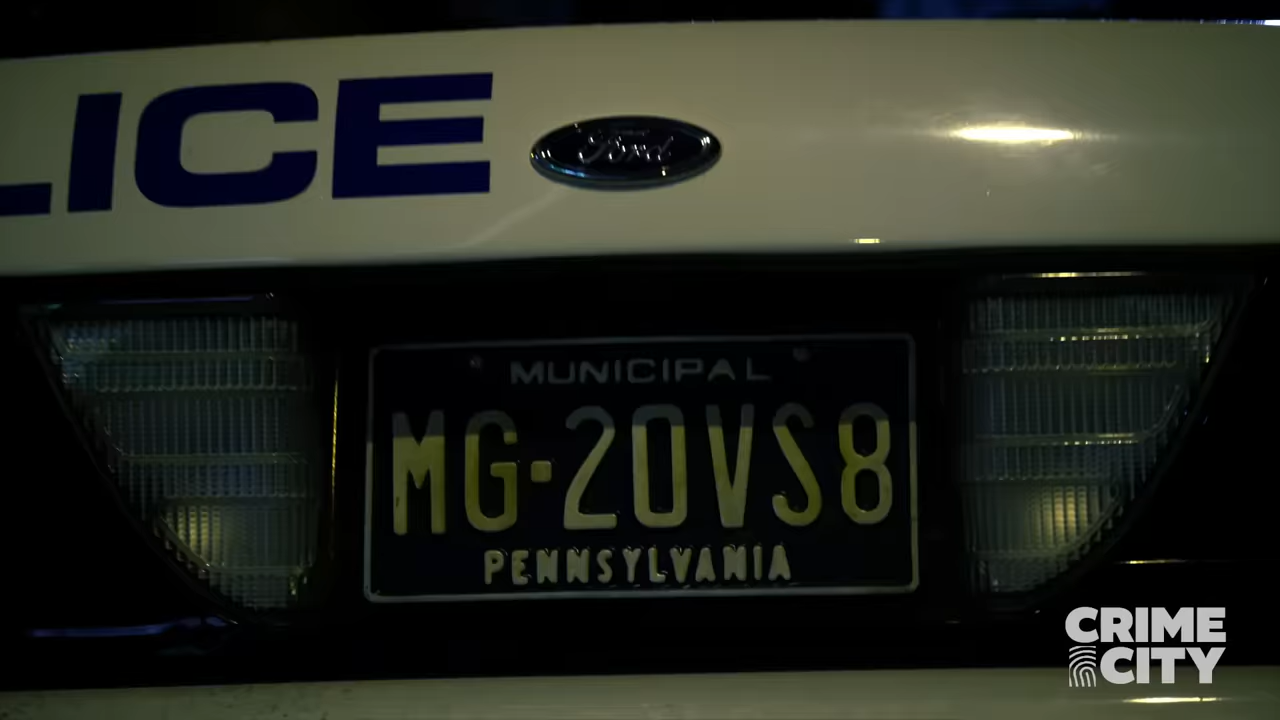 LICE
Ford
MUNICIPAL
MG·20VS8
PENNSYLVANIA
CRIME
CITY